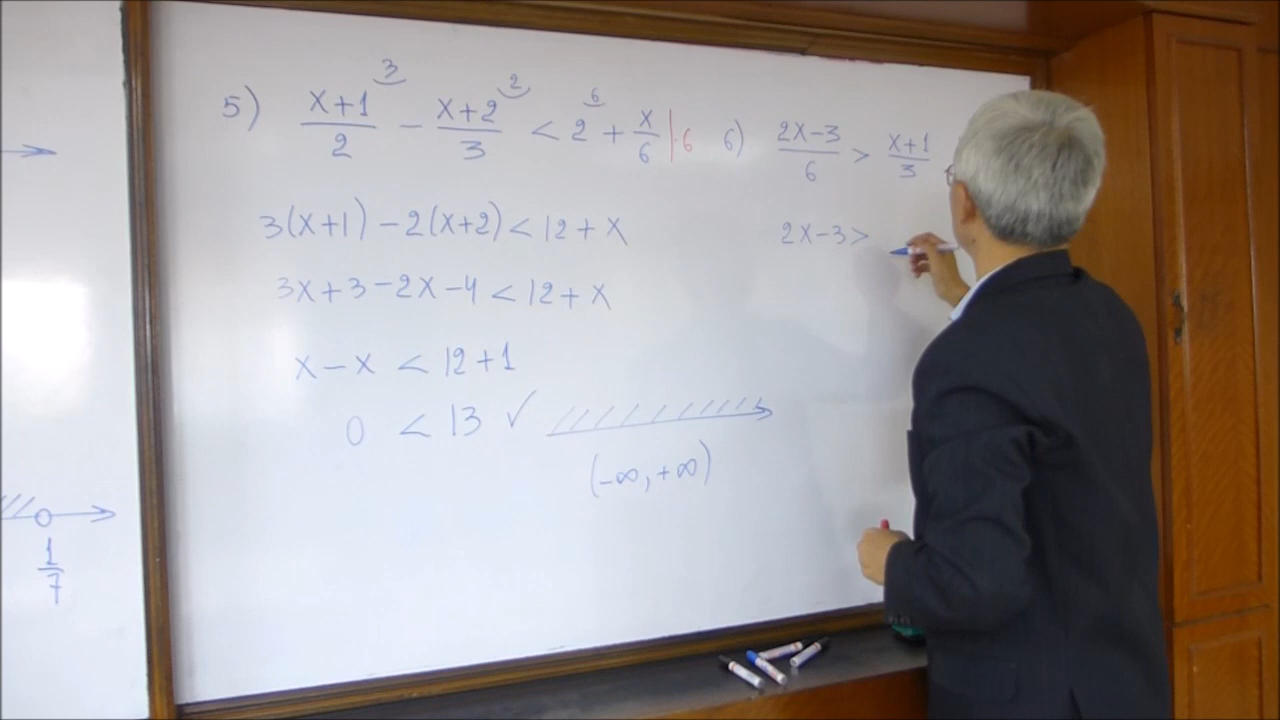 5) 3 2 6
(x+1)/2 − (x+2)/3 < 2 + x/6 |·6
3(x+1) − 2(x+2) < 12 + x
3x + 3 − 2x − 4 < 12 + x
x − x < 12 + 1
0 < 13 ✓
(−∞, +∞)
6) (2x−3)/6 > (x+1)/3
2x−3 >
1/7